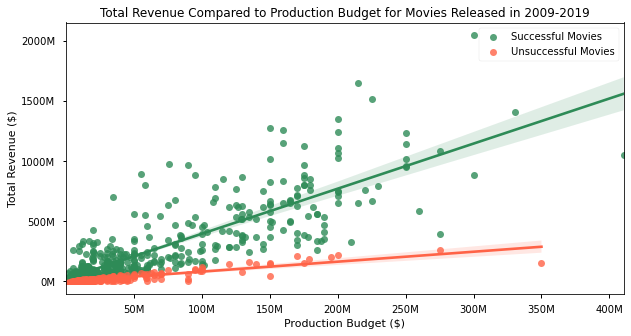 Total Revenue Compared to Production Budget for Movies Released in 2009-2019
2000M
1500M
1000M
500M
0M
Total Revenue ($)
Successful Movies
Unsuccessful Movies
50M 100M 150M 200M 250M 300M 350M 400M
Production Budget ($)